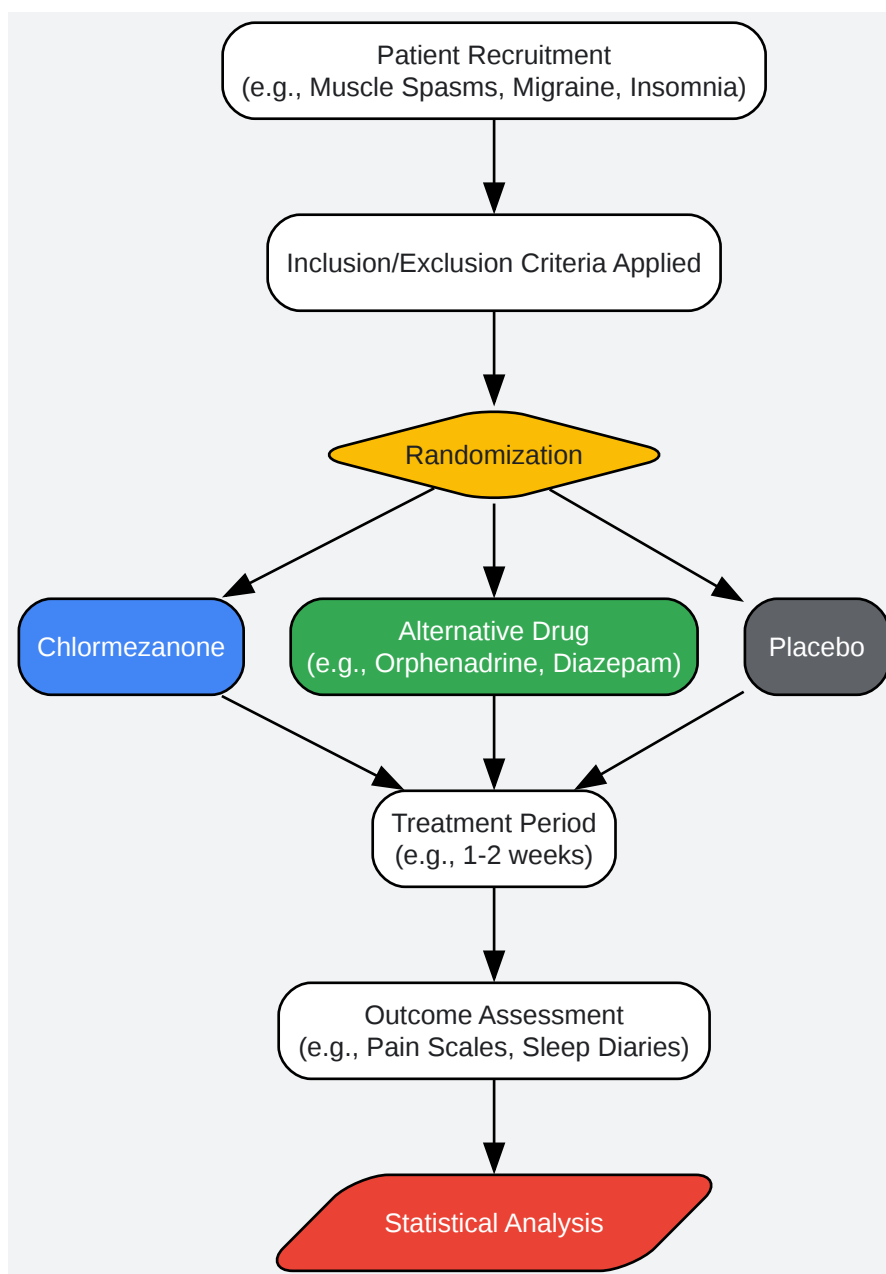 Patient Recruitment
(e.g., Muscle Spasms, Migraine, Insomnia)
Inclusion/Exclusion Criteria Applied
Randomization
Chlormezanone
Alternative Drug
(e.g., Orphenadrine, Diazepam)
Placebo
Treatment Period
(e.g., 1-2 weeks)
Outcome Assessment
(e.g., Pain Scales, Sleep Diaries)
Statistical Analysis